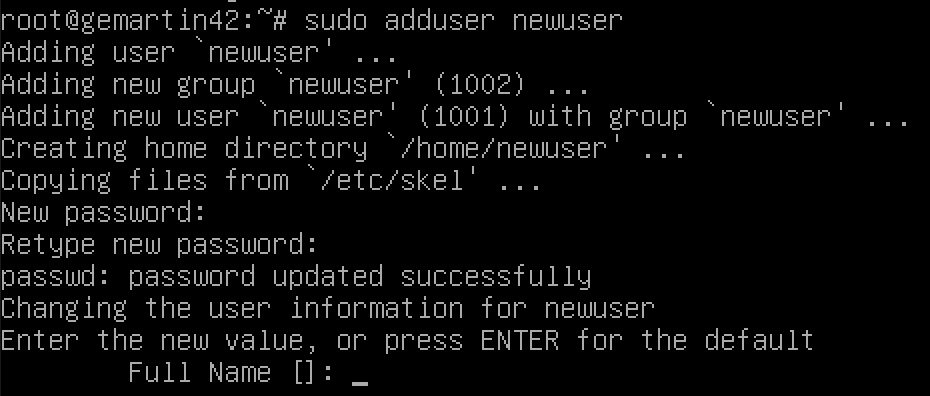 root@gemartin42:~# sudo adduser newuser
Adding user `newuser' ...
Adding new group `newuser' (1002) ...
Adding new user `newuser' (1001) with group `newuser' ...
Creating home directory `/home/newuser' ...
Copying files from `/etc/skel' ...
New password:
Retype new password:
passwd: password updated successfully
Changing the user information for newuser
Enter the new value, or press ENTER for the default
        Full Name []: _